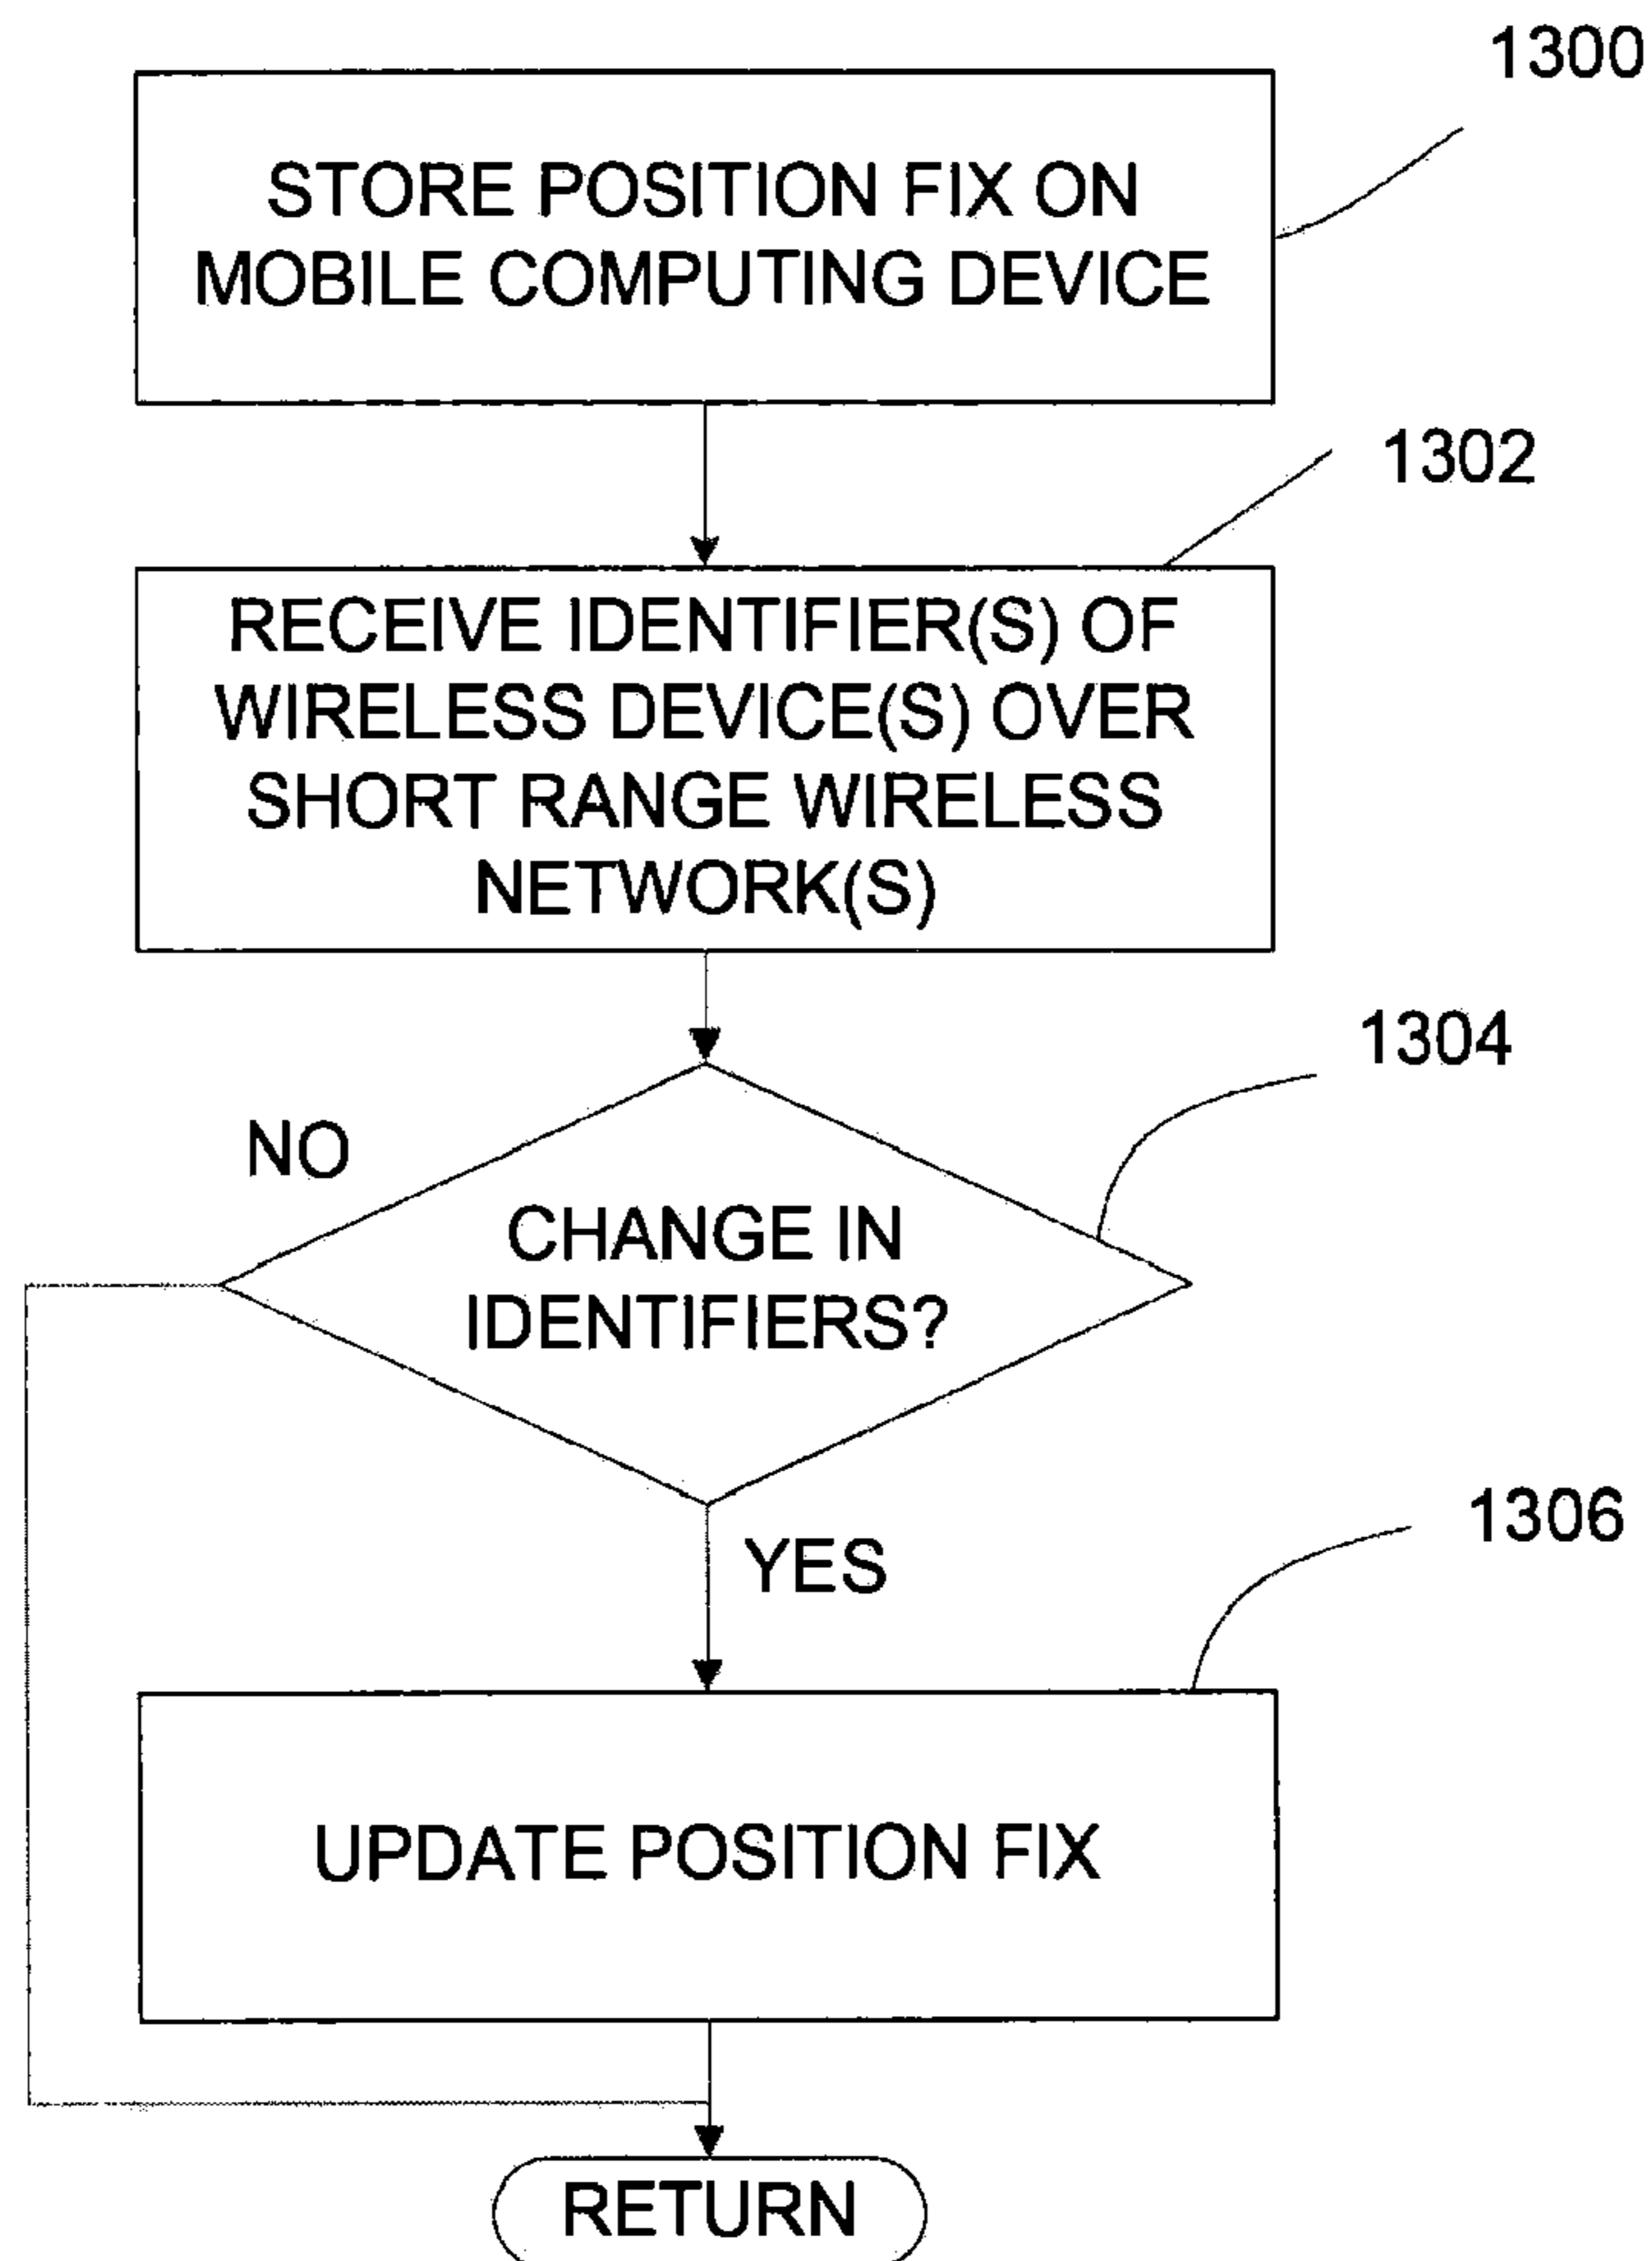 1300
STORE POSITION FIX ON
MOBILE COMPUTING DEVICE
1302
RECEIVE IDENTIFIER(S) OF
WIRELESS DEVICE(S) OVER
SHORT RANGE WIRELESS
NETWORK(S)
1304
NO
CHANGE IN
IDENTIFIERS?
YES
1306
UPDATE POSITION FIX
RETURN